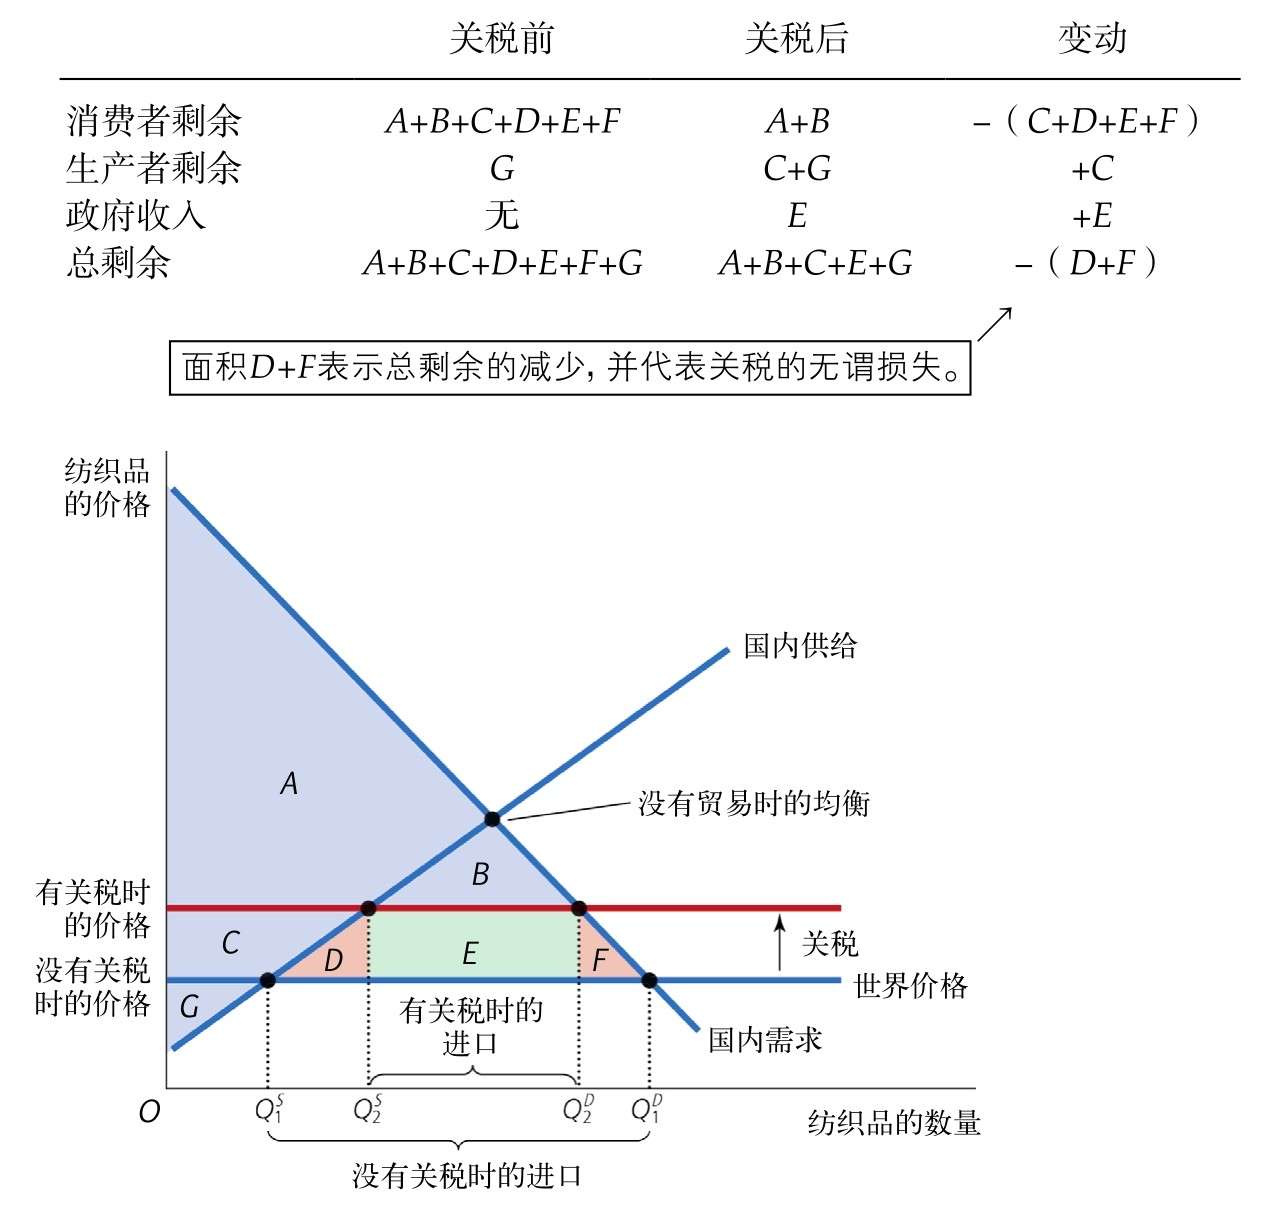 关税前 关税后 变动
消费者剩余 A+B+C+D+E+F A+B –（C+D+E+F）
生产者剩余 G C+G +C
政府收入 无 E +E
总剩余 A+B+C+D+E+F+G A+B+C+E+G –（D+F）
面积D+F表示总剩余的减少，并代表关税的无谓损失。
纺织品
的价格
国内供给
A
没有贸易时的均衡
B
有关税时
的价格
C
D
E
F
关税
没有关税
时的价格
世界价格
G
有关税时的
进口
国内需求
O
Q₁ˢ Q₂ˢ Q₂ᴰ Q₁ᴰ
纺织品的数量
没有关税时的进口